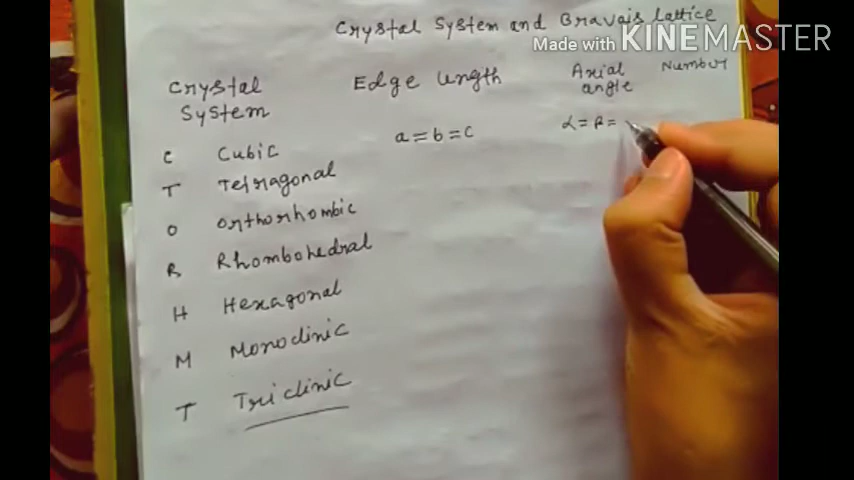 Crystal System and Bravais lattice
Made with KINEMASTER
Crystal System Edge length Axial angle Number
C Cubic a = b = c α = β =
T Tetragonal
O Orthorhombic
R Rhombohedral
H Hexagonal
M Monoclinic
T Triclinic